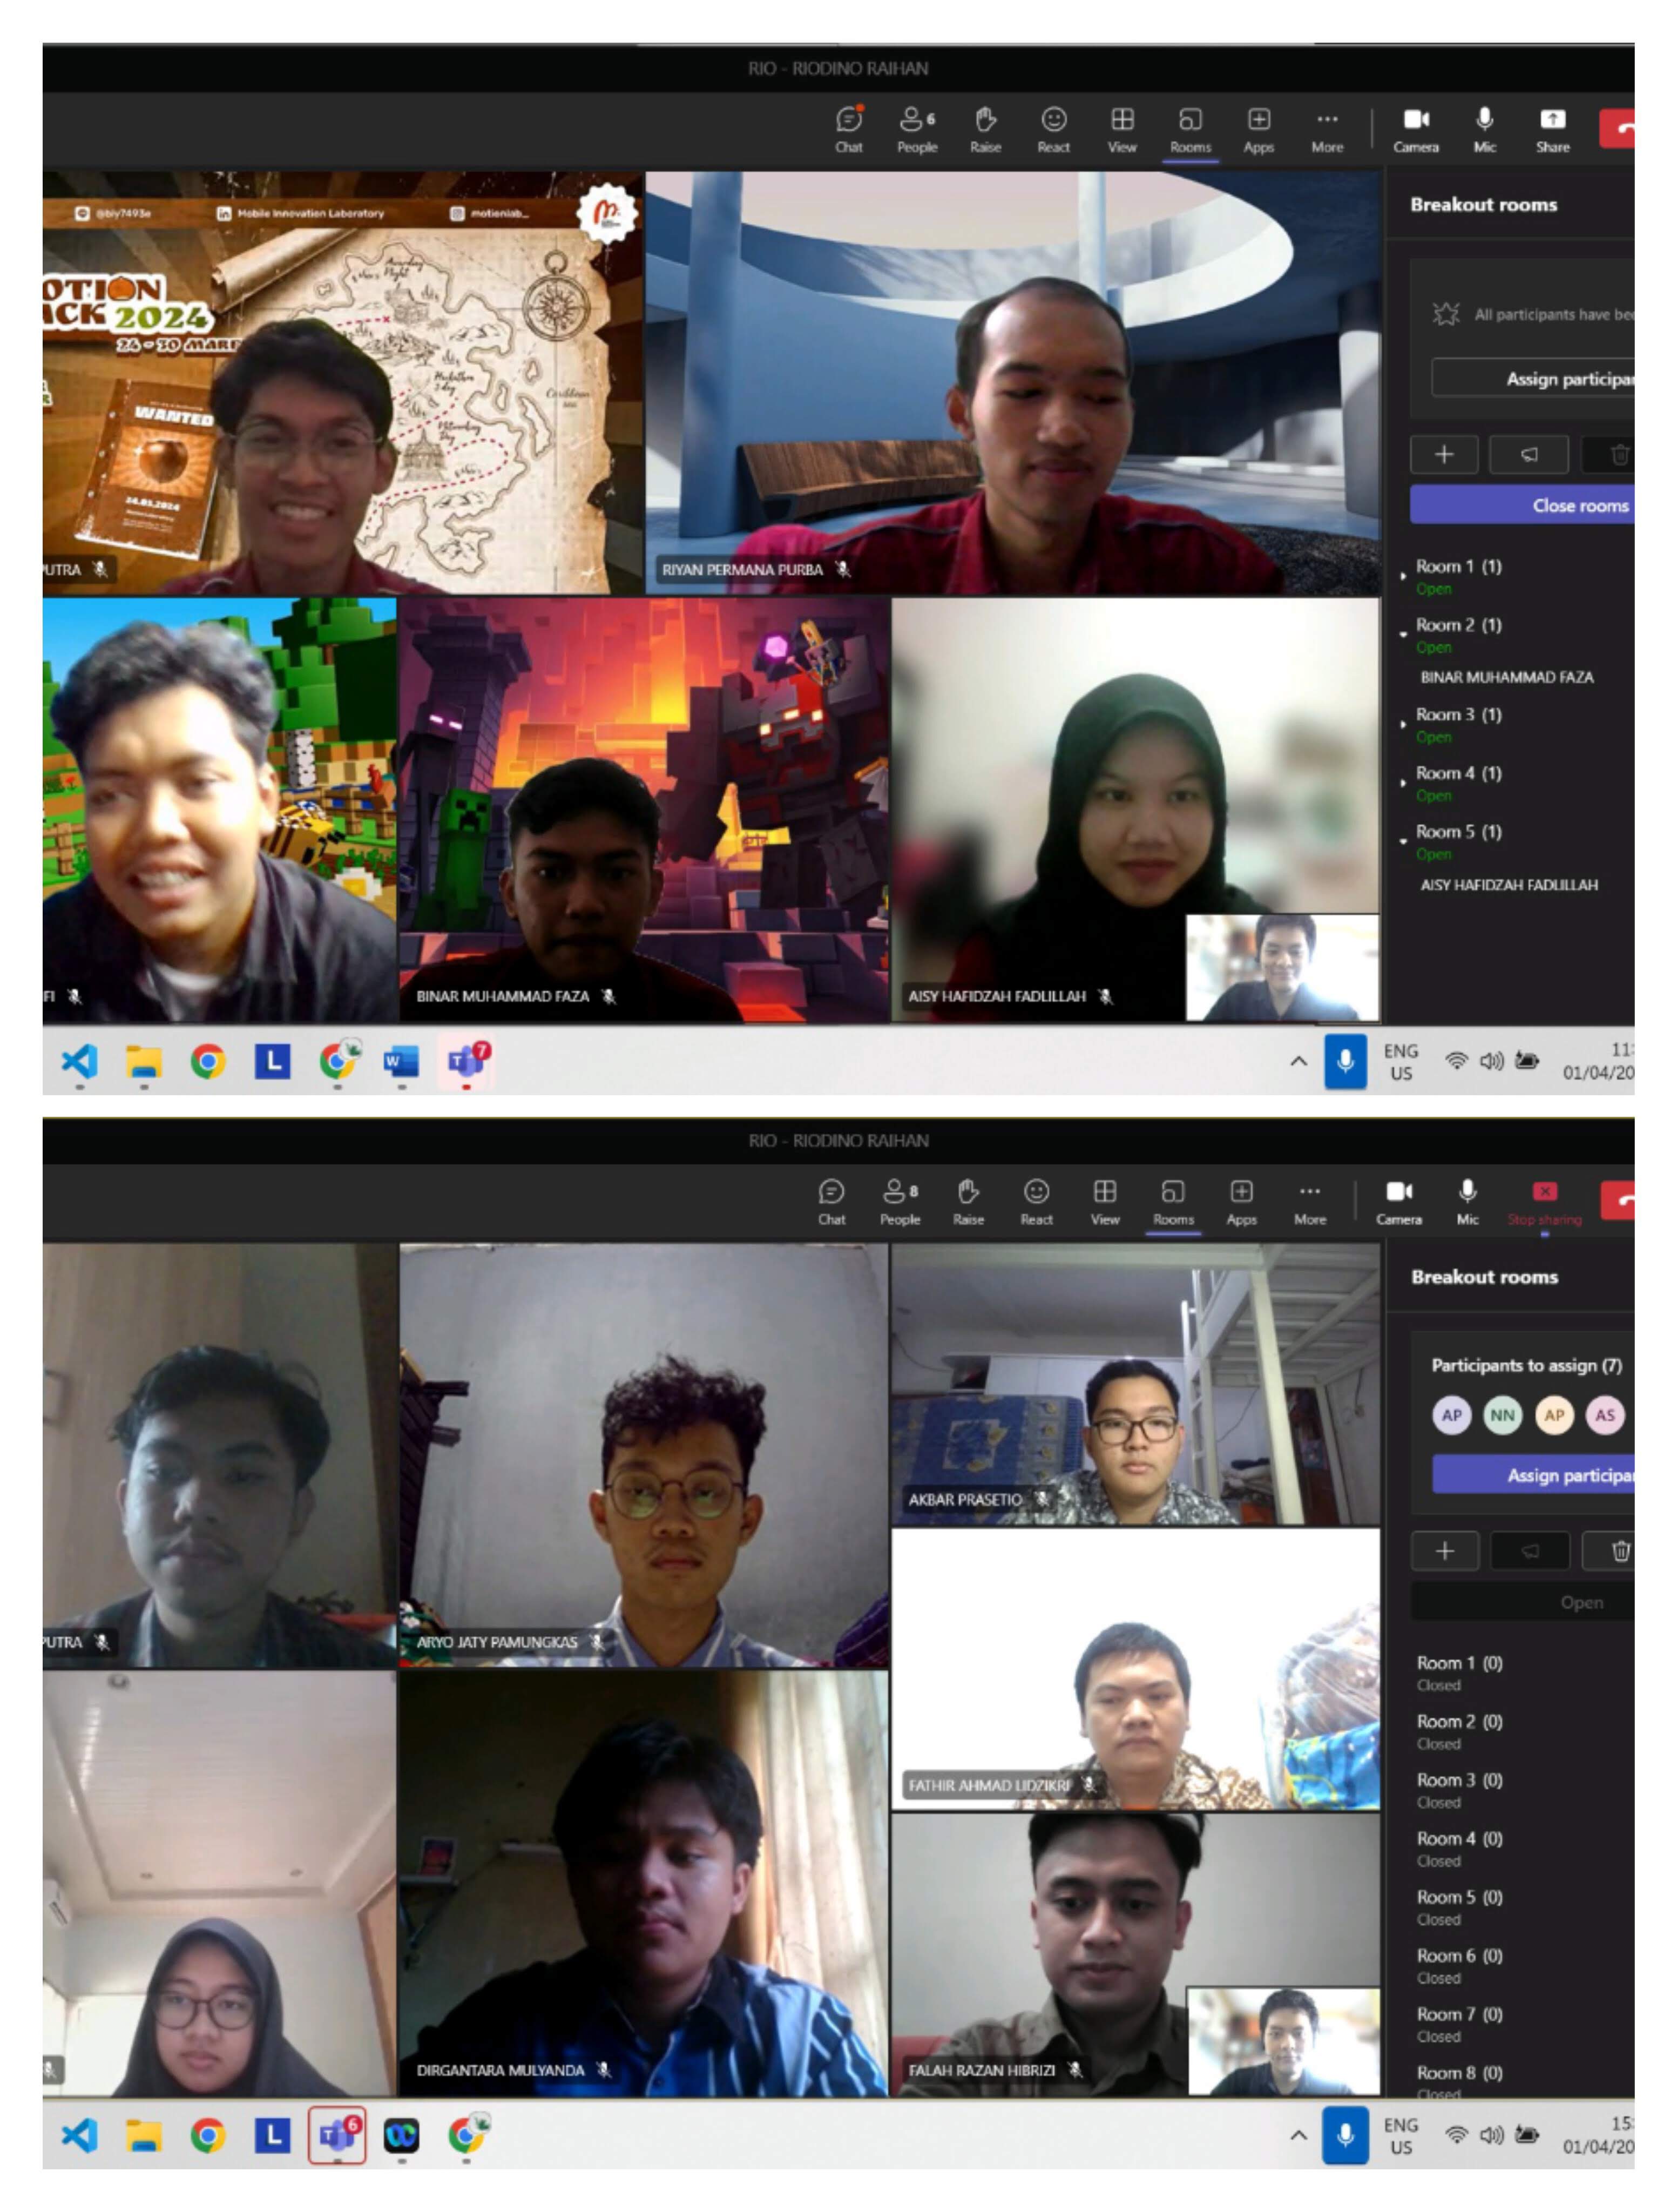 RIO - RIODINO RAIHAN
Chat
People
6
Raise
React
View
Rooms
Apps
More
Camera
Mic
Share
@biy7493e
Mobile Innovation Laboratory
motionlab_
OTION
ACK 2024
24 - 30
WANTED
24.03.2024
UTRA
RIYAN PERMANA PURBA
FI
BINAR MUHAMMAD FAZA
AISY HAFIDZAH FADLILLAH
Breakout rooms
All participants have bee
Assign participa
Close rooms
Room 1 (1)
Open
Room 2 (1)
Open
BINAR MUHAMMAD FAZA
Room 3 (1)
Open
Room 4 (1)
Open
Room 5 (1)
Open
AISY HAFIDZAH FADLILLAH
L
W
T
7
ENG
US
11:
01/04/20
RIO - RIODINO RAIHAN
Chat
People
8
Raise
React
View
Rooms
Apps
More
Camera
Mic
Stop sharing
PUTRA
ARYO JATY PAMUNGKAS
AKBAR PRASETIO
FATHIR AHMAD LIDZIKRI
DIRGANTARA MULYANDA
FALAH RAZAN HIBRIZI
Breakout rooms
Participants to assign (7)
AP NN AP AS
Assign participa
Open
Room 1 (0)
Closed
Room 2 (0)
Closed
Room 3 (0)
Closed
Room 4 (0)
Closed
Room 5 (0)
Closed
Room 6 (0)
Closed
Room 7 (0)
Closed
Room 8 (0)
Closed
L
T
6
ENG
US
15:
01/04/20